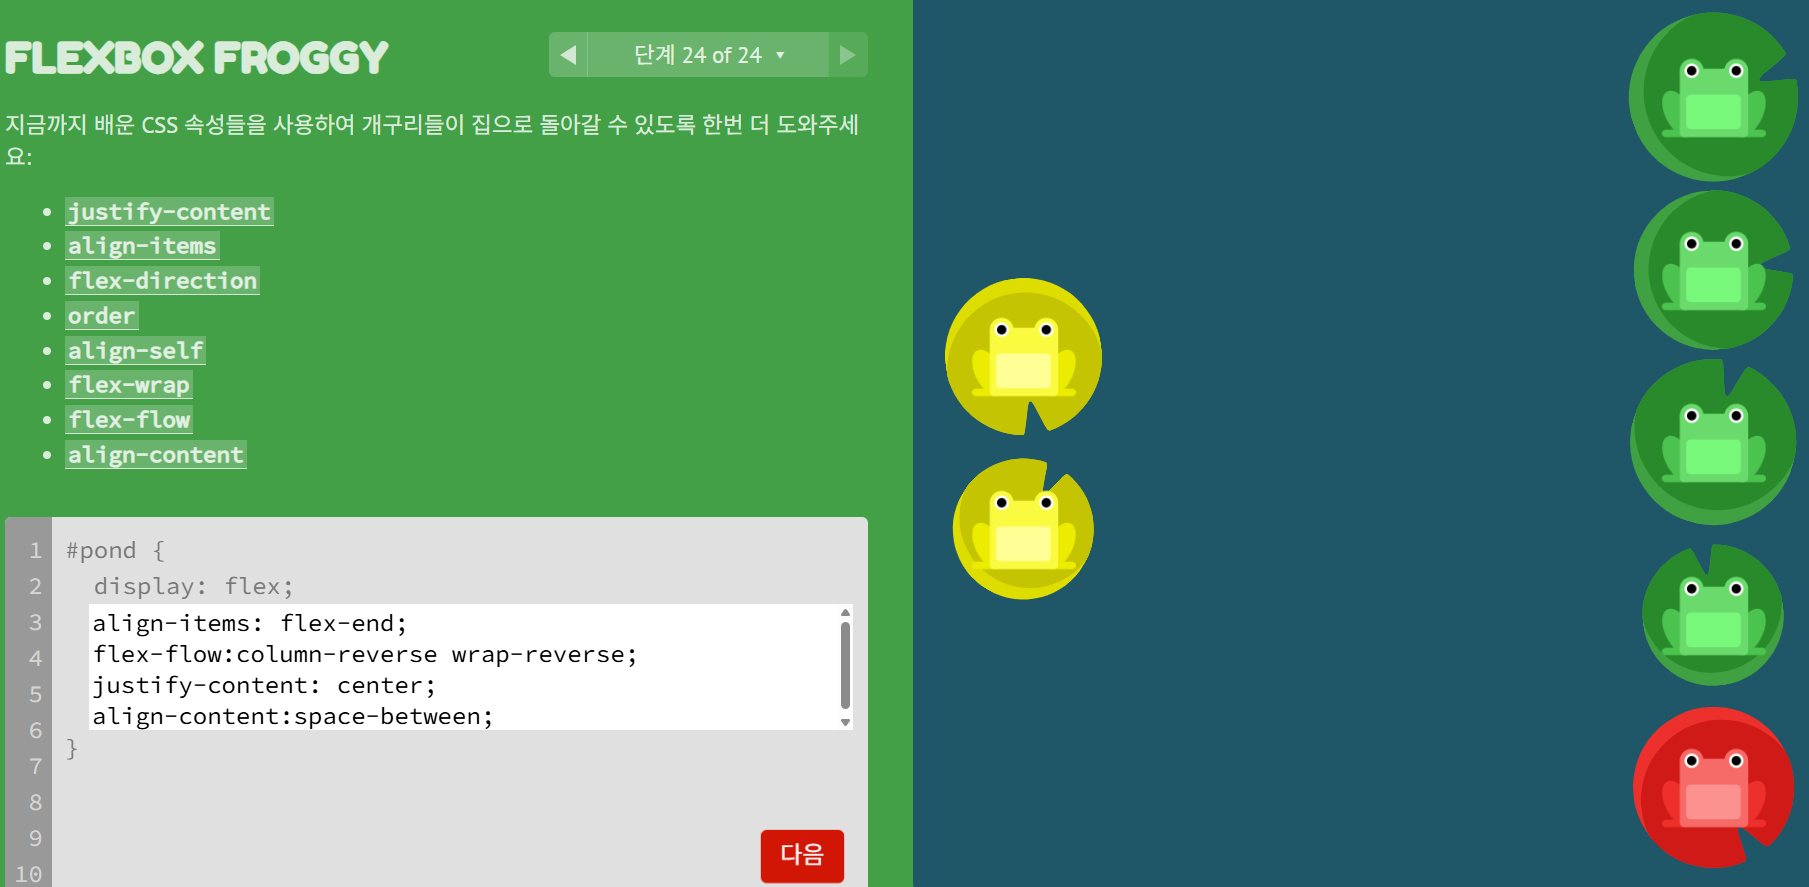 FLEXBOX FROGGY
◀ 단계 24 of 24 ▼ ▶
지금까지 배운 CSS 속성들을 사용하여 개구리들이 집으로 돌아갈 수 있도록 한번 더 도와주세
요:
• justify-content
• align-items
• flex-direction
• order
• align-self
• flex-wrap
• flex-flow
• align-content
1 #pond {
2 display: flex;
3 align-items: flex-end;
4 flex-flow:column-reverse wrap-reverse;
5 justify-content: center;
6 align-content:space-between;
7 }
8
9
10
다음